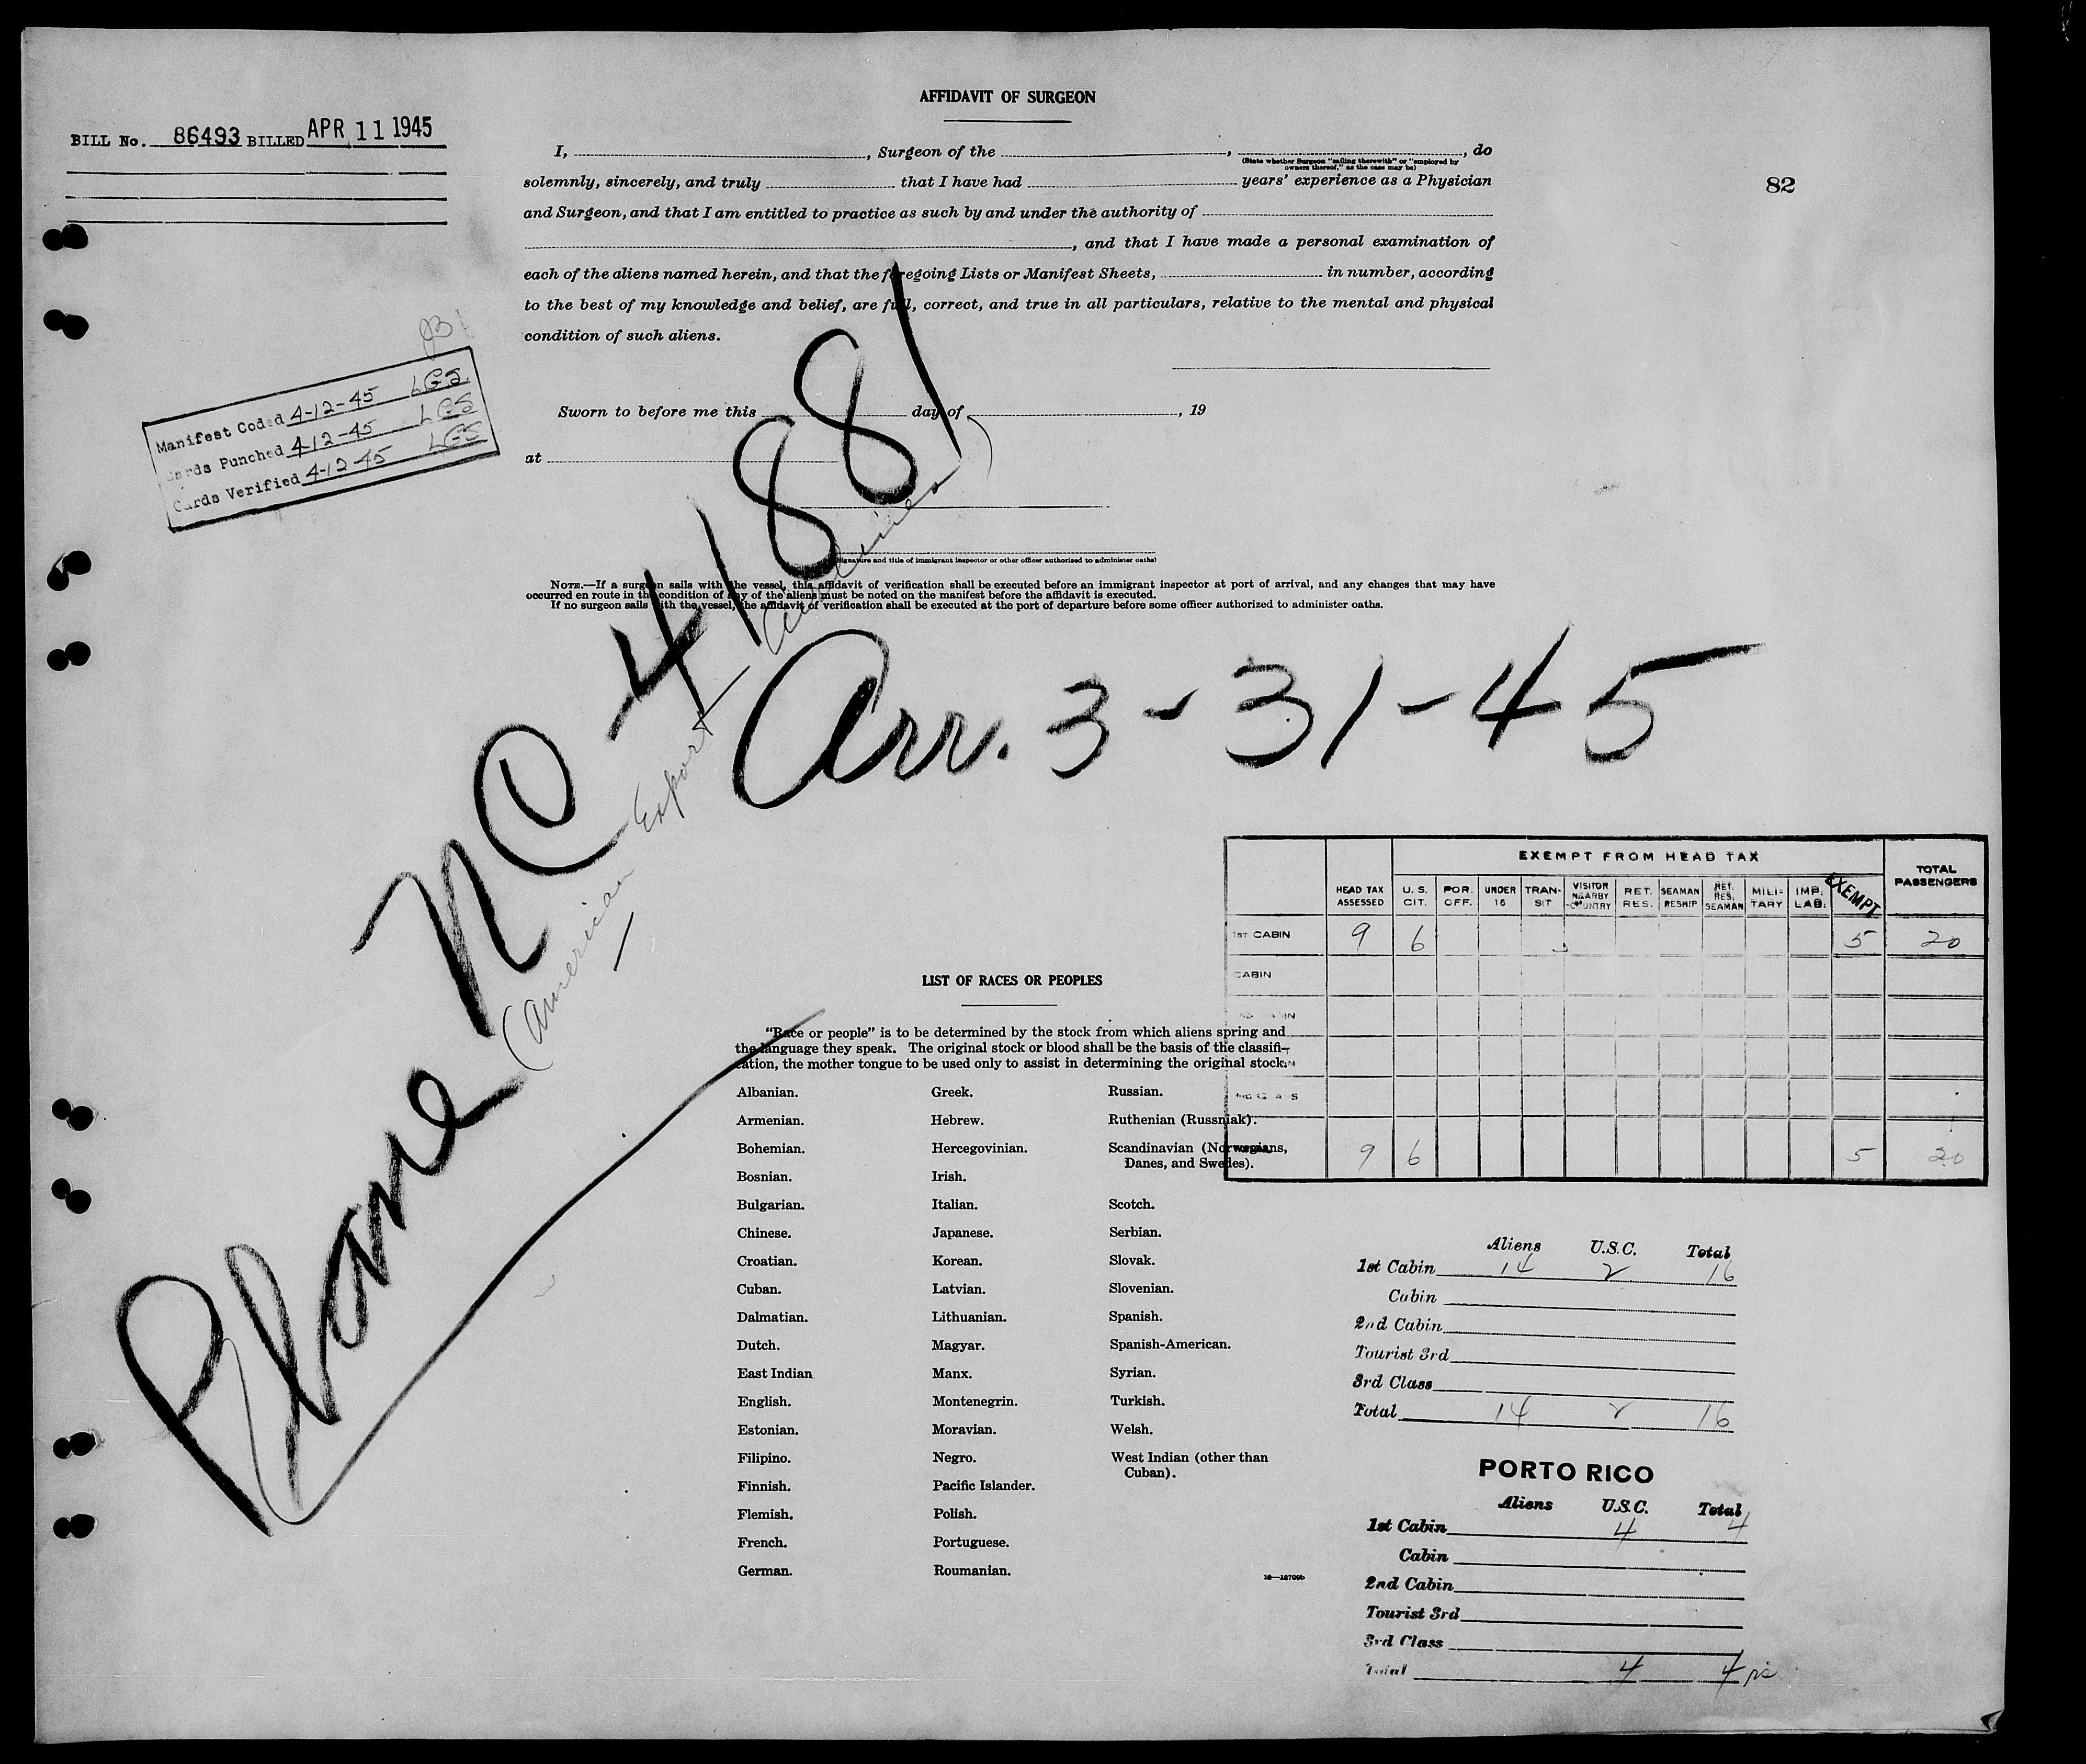 AFFIDAVIT OF SURGEON
BILL No. 86493 BILLED APR 11 1945
82
I, , Surgeon of the , , do
(State whether Surgeon "sailing therewith" or "employed by
owners thereof," as the case may be)
solemnly, sincerely, and truly that I have had years' experience as a Physician
and Surgeon, and that I am entitled to practice as such by and under the authority of
, and that I have made a personal examination of
each of the aliens named herein, and that the foregoing Lists or Manifest Sheets, in number, according
to the best of my knowledge and belief, are full, correct, and true in all particulars, relative to the mental and physical
condition of such aliens.
Manifest Coded 4-12-45 LGS
Cards Punched 4-12-45 LGS
Cards Verified 4-12-45 LGS
Sworn to before me this day of , 19
at
(Signature and title of immigrant inspector or other officer authorized to administer oaths)
NOTE.—If a surgeon sails with the vessel, this affidavit of verification shall be executed before an immigrant inspector at port of arrival, and any changes that may have
occurred en route in the condition of any of the aliens must be noted on the manifest before the affidavit is executed.
If no surgeon sails with the vessel, the affidavit of verification shall be executed at the port of departure before some officer authorized to administer oaths.
Plane NC-41881
(American Export Airlines)
Arr. 3-31-45
EXEMPT FROM HEAD TAX
HEAD TAX ASSESSED U. S. CIT. POR. OFF. UNDER 16 TRAN-SIT VISITOR NEARBY COUNTRY RET. RES. SEAMAN RESHIP RET. RES. SEAMAN MILI-TARY IMP. LAB. EXEMPT TOTAL PASSENGERS
1ST CABIN 9 6 5 20
CABIN
9 6 5 20
LIST OF RACES OR PEOPLES
"Race or people" is to be determined by the stock from which aliens spring and
the language they speak. The original stock or blood shall be the basis of the classifi-
cation, the mother tongue to be used only to assist in determining the original stock.
Albanian. Greek. Russian.
Armenian. Hebrew. Ruthenian (Russniak).
Bohemian. Hercegovinian. Scandinavian (Norwegians,
Danes, and Swedes).
Bosnian. Irish.
Bulgarian. Italian. Scotch.
Chinese. Japanese. Serbian.
Croatian. Korean. Slovak.
Cuban. Latvian. Slovenian.
Dalmatian. Lithuanian. Spanish.
Dutch. Magyar. Spanish-American.
East Indian Manx. Syrian.
English. Montenegrin. Turkish.
Estonian. Moravian. Welsh.
Filipino. Negro. West Indian (other than
Cuban).
Finnish. Pacific Islander.
Flemish. Polish.
French. Portuguese.
German. Roumanian.
16—18709b
Aliens U.S.C. Total
1st Cabin 14 2 16
Cabin
2nd Cabin
Tourist 3rd
3rd Class
Total 14 2 16
PORTO RICO
Aliens U.S.C. Total
1st Cabin 4 4
Cabin
2nd Cabin
Tourist 3rd
3rd Class
Total 4 4